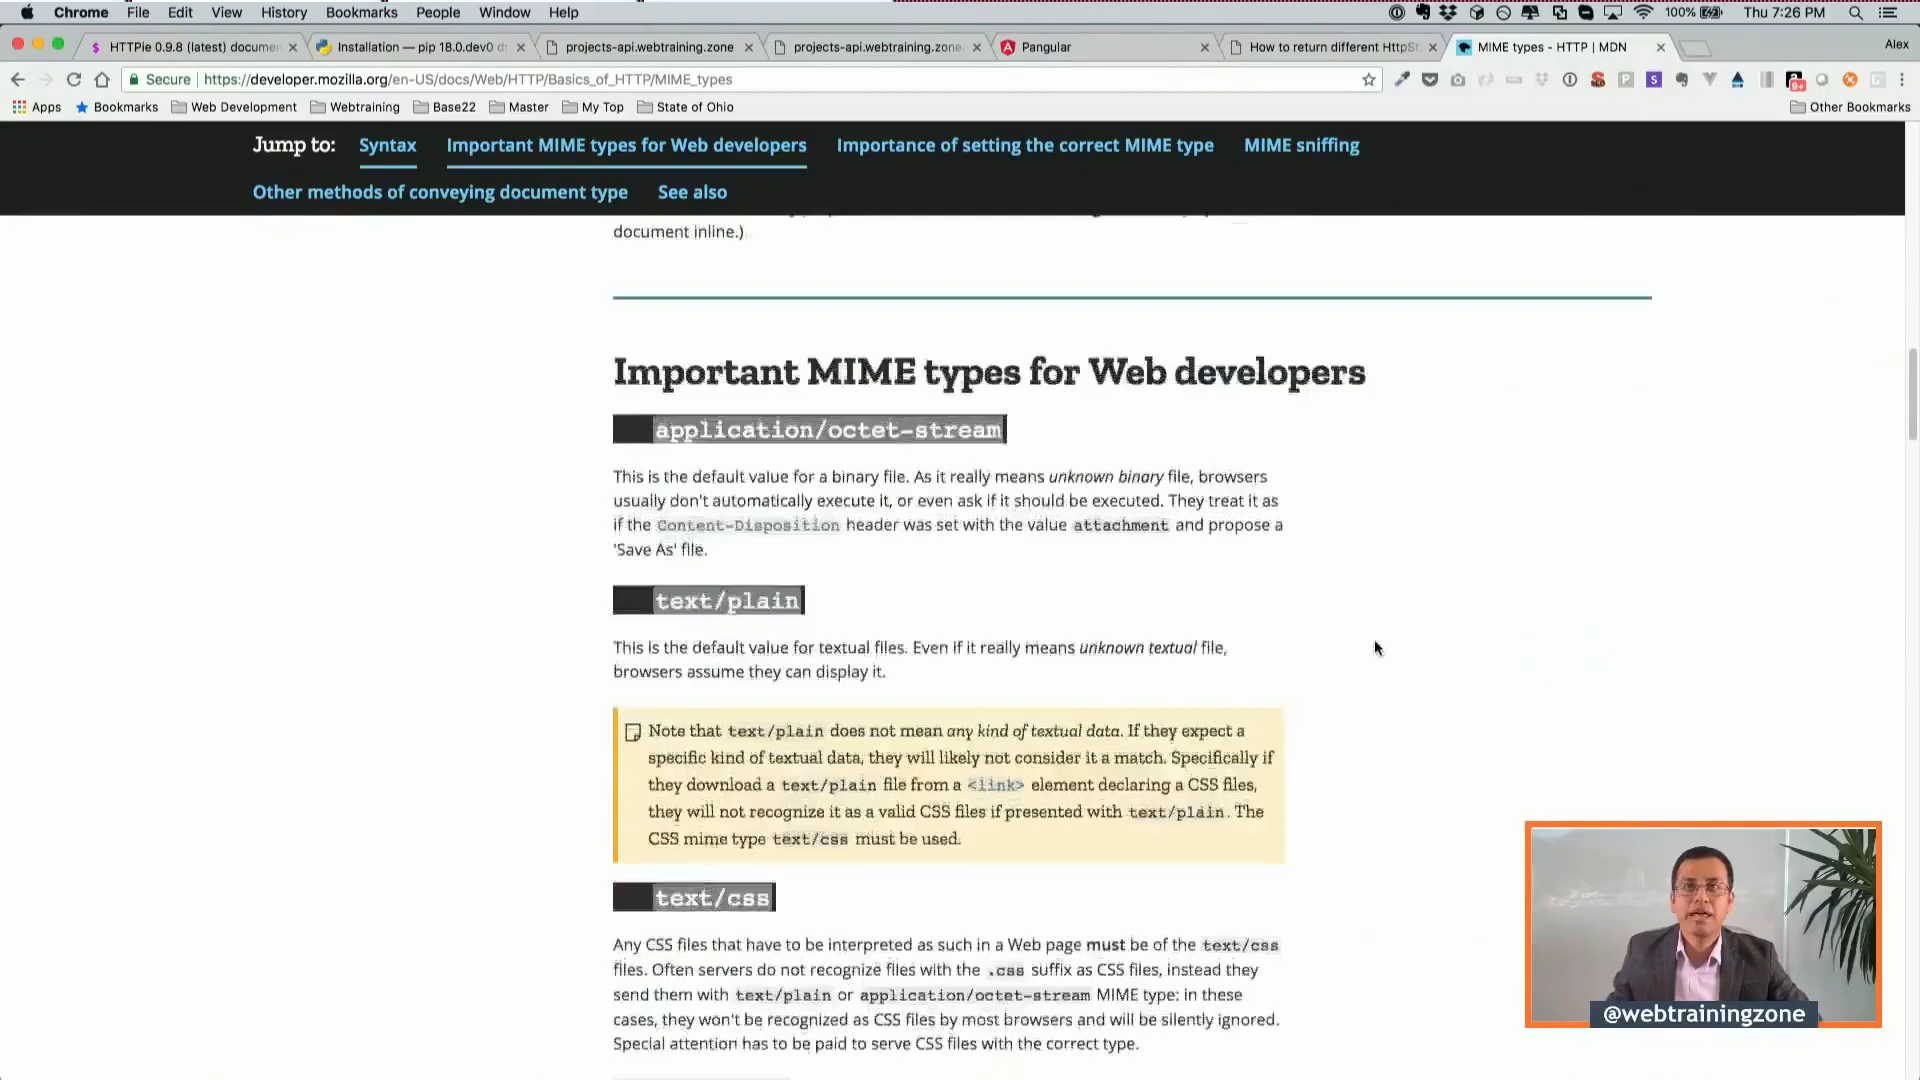 Chrome File Edit View History Bookmarks People Window Help 100% Thu 7:26 PM
HTTPie 0.9.8 (latest) docume Installation — pip 18.0.dev0 d projects-api.webtraining.zone projects-api.webtraining.zone Pangular How to return different HttpSt MIME types - HTTP | MDN Alex
Secure https://developer.mozilla.org/en-US/docs/Web/HTTP/Basics_of_HTTP/MIME_types
Apps Bookmarks Web Development Webtraining Base22 Master My Top State of Ohio Other Bookmarks
Jump to: Syntax Important MIME types for Web developers Importance of setting the correct MIME type MIME sniffing
Other methods of conveying document type See also
document inline.)
Important MIME types for Web developers
application/octet-stream
This is the default value for a binary file. As it really means unknown binary file, browsers
usually don't automatically execute it, or even ask if it should be executed. They treat it as
if the Content-Disposition header was set with the value attachment and propose a
'Save As' file.
text/plain
This is the default value for textual files. Even if it really means unknown textual file,
browsers assume they can display it.
Note that text/plain does not mean any kind of textual data. If they expect a
specific kind of textual data, they will likely not consider it a match. Specifically if
they download a text/plain file from a <link> element declaring a CSS files,
they will not recognize it as a valid CSS files if presented with text/plain. The
CSS mime type text/css must be used.
text/css
Any CSS files that have to be interpreted as such in a Web page must be of the text/css
files. Often servers do not recognize files with the .css suffix as CSS files, instead they
send them with text/plain or application/octet-stream MIME type: in these
cases, they won't be recognized as CSS files by most browsers and will be silently ignored.
Special attention has to be paid to serve CSS files with the correct type.
@webtrainingzone